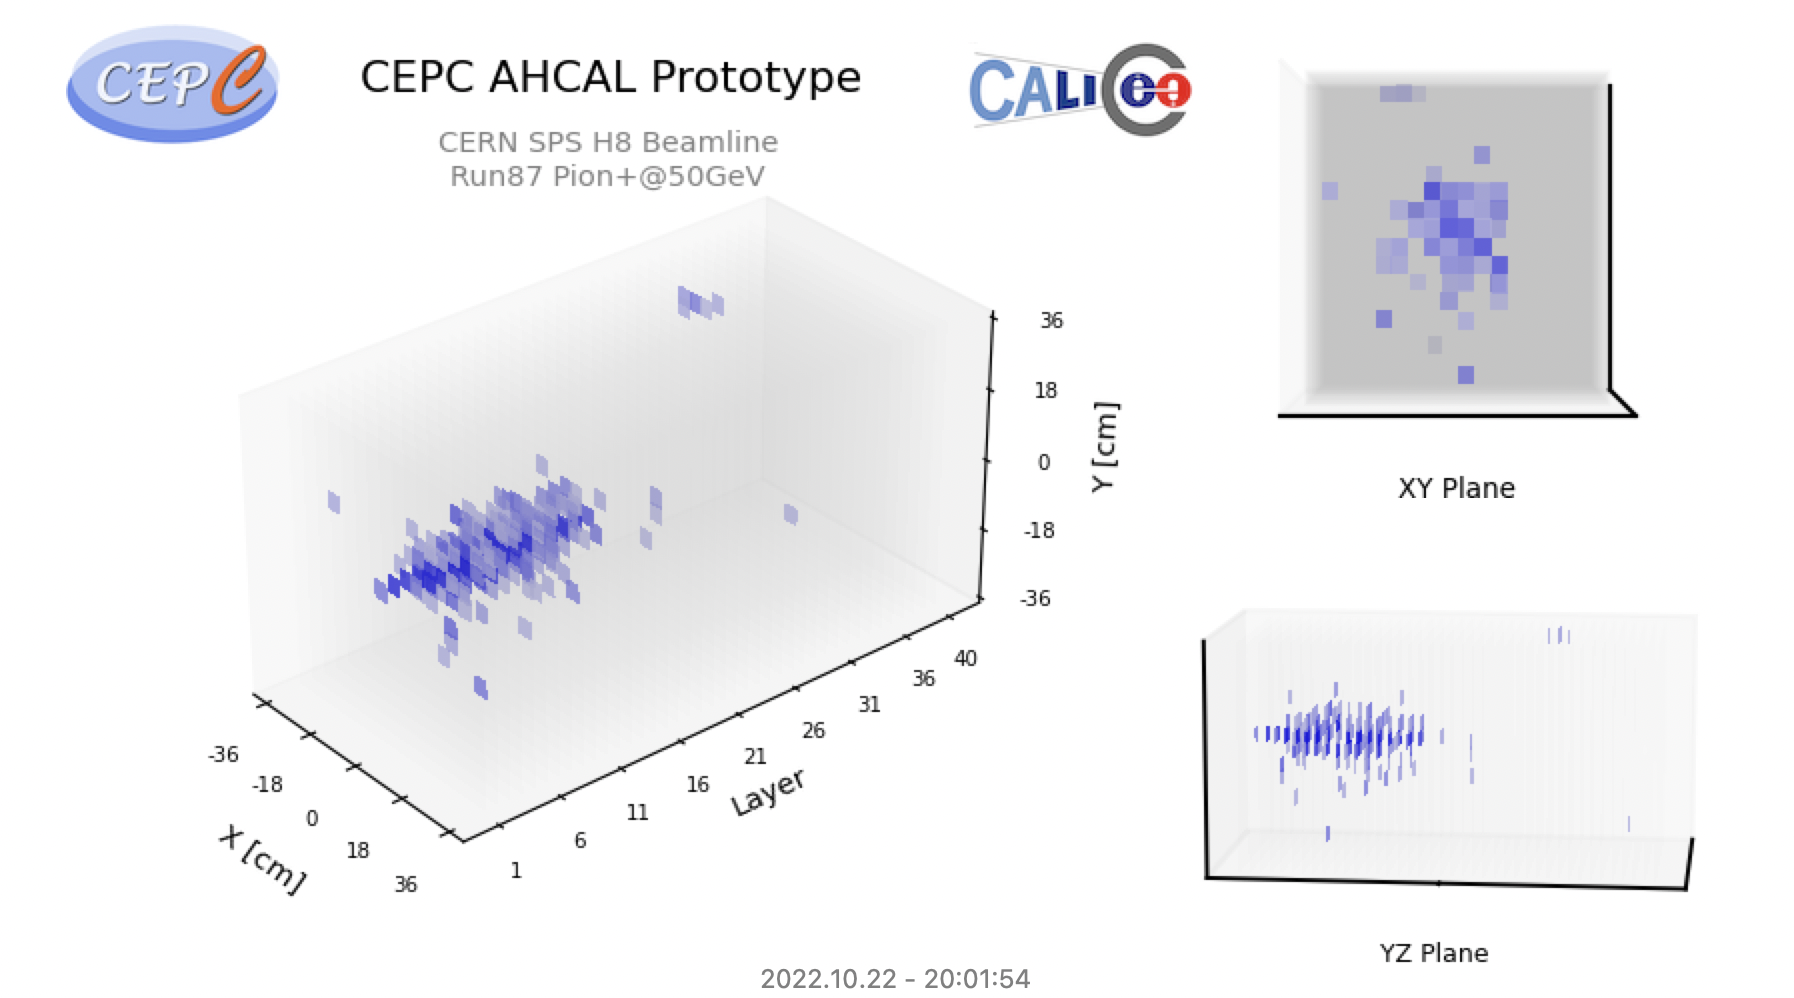 CEPC
CEPC AHCAL Prototype
CALICE
CERN SPS H8 Beamline
Run87 Pion+@50GeV
36
18
0
-18
-36
Y [cm]
-36
-18
0
18
36
X [cm]
1
6
11
16
21
26
31
36
40
Layer
XY Plane
YZ Plane
2022.10.22 - 20:01:54